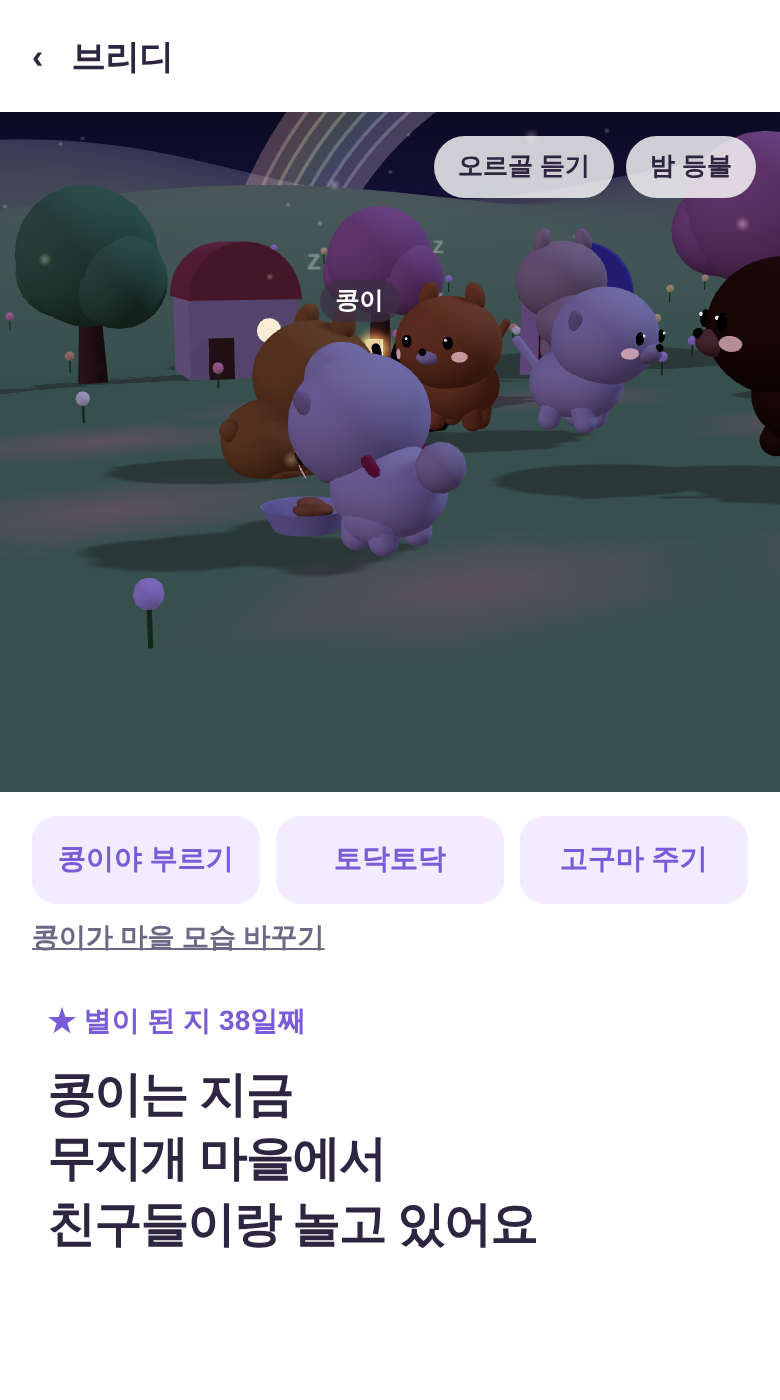 ‹ 브리디
오르골 듣기
밤 등불
z
z
콩이
콩이야 부르기
토닥토닥
고구마 주기
콩이가 마을 모습 바꾸기
★ 별이 된 지 38일째
콩이는 지금
무지개 마을에서
친구들이랑 놀고 있어요